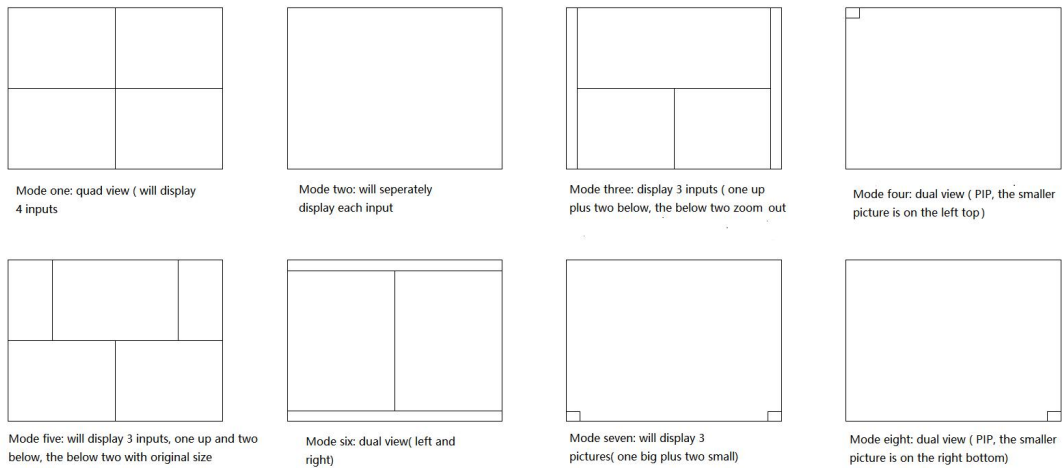 Mode one: quad view ( will display
4 inputs
Mode two: will seperately
display each input
Mode three: display 3 inputs ( one up
plus two below, the below two zoom out
Mode four: dual view ( PIP, the smaller
picture is on the left top)
Mode five: will display 3 inputs, one up and two
below, the below two with original size
Mode six: dual view( left and
right)
Mode seven: will display 3
pictures( one big plus two small)
Mode eight: dual view ( PIP, the smaller
picture is on the right bottom)